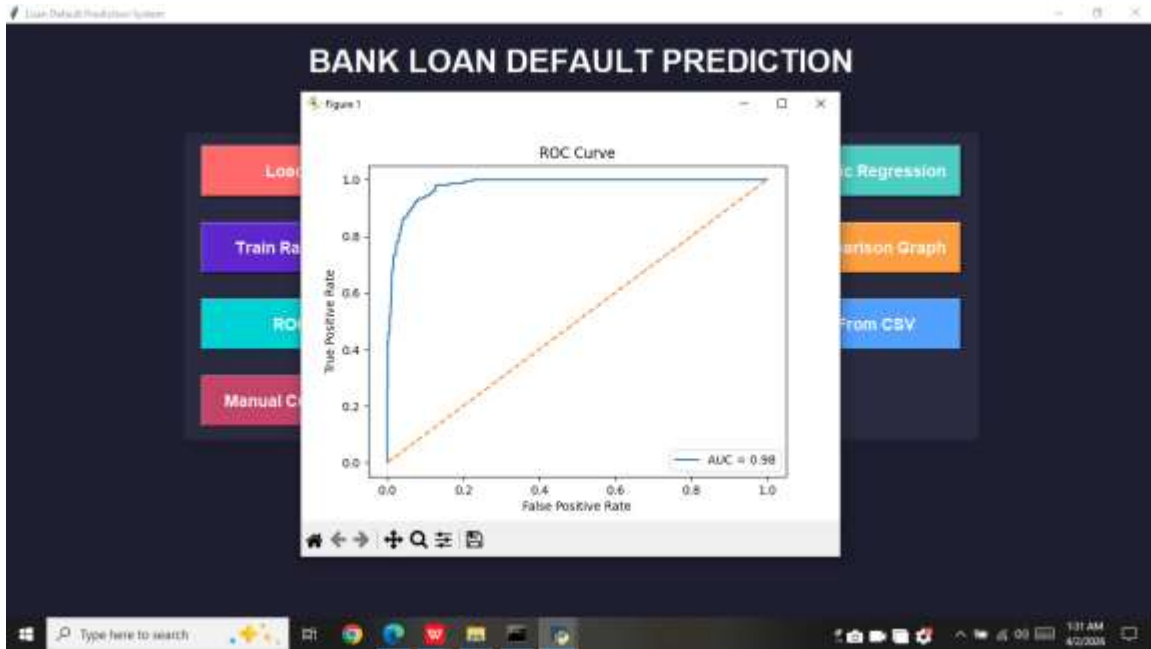 Loan Default Prediction System
BANK LOAN DEFAULT PREDICTION
Figure 1
ROC Curve
Train
Regression
Graph
From CSV
Manual
True Positive Rate
1.0
0.8
0.6
0.4
0.2
0.0
AUC = 0.98
0.0 0.2 0.4 0.6 0.8 1.0
False Positive Rate
Type here to search
1:31 AM